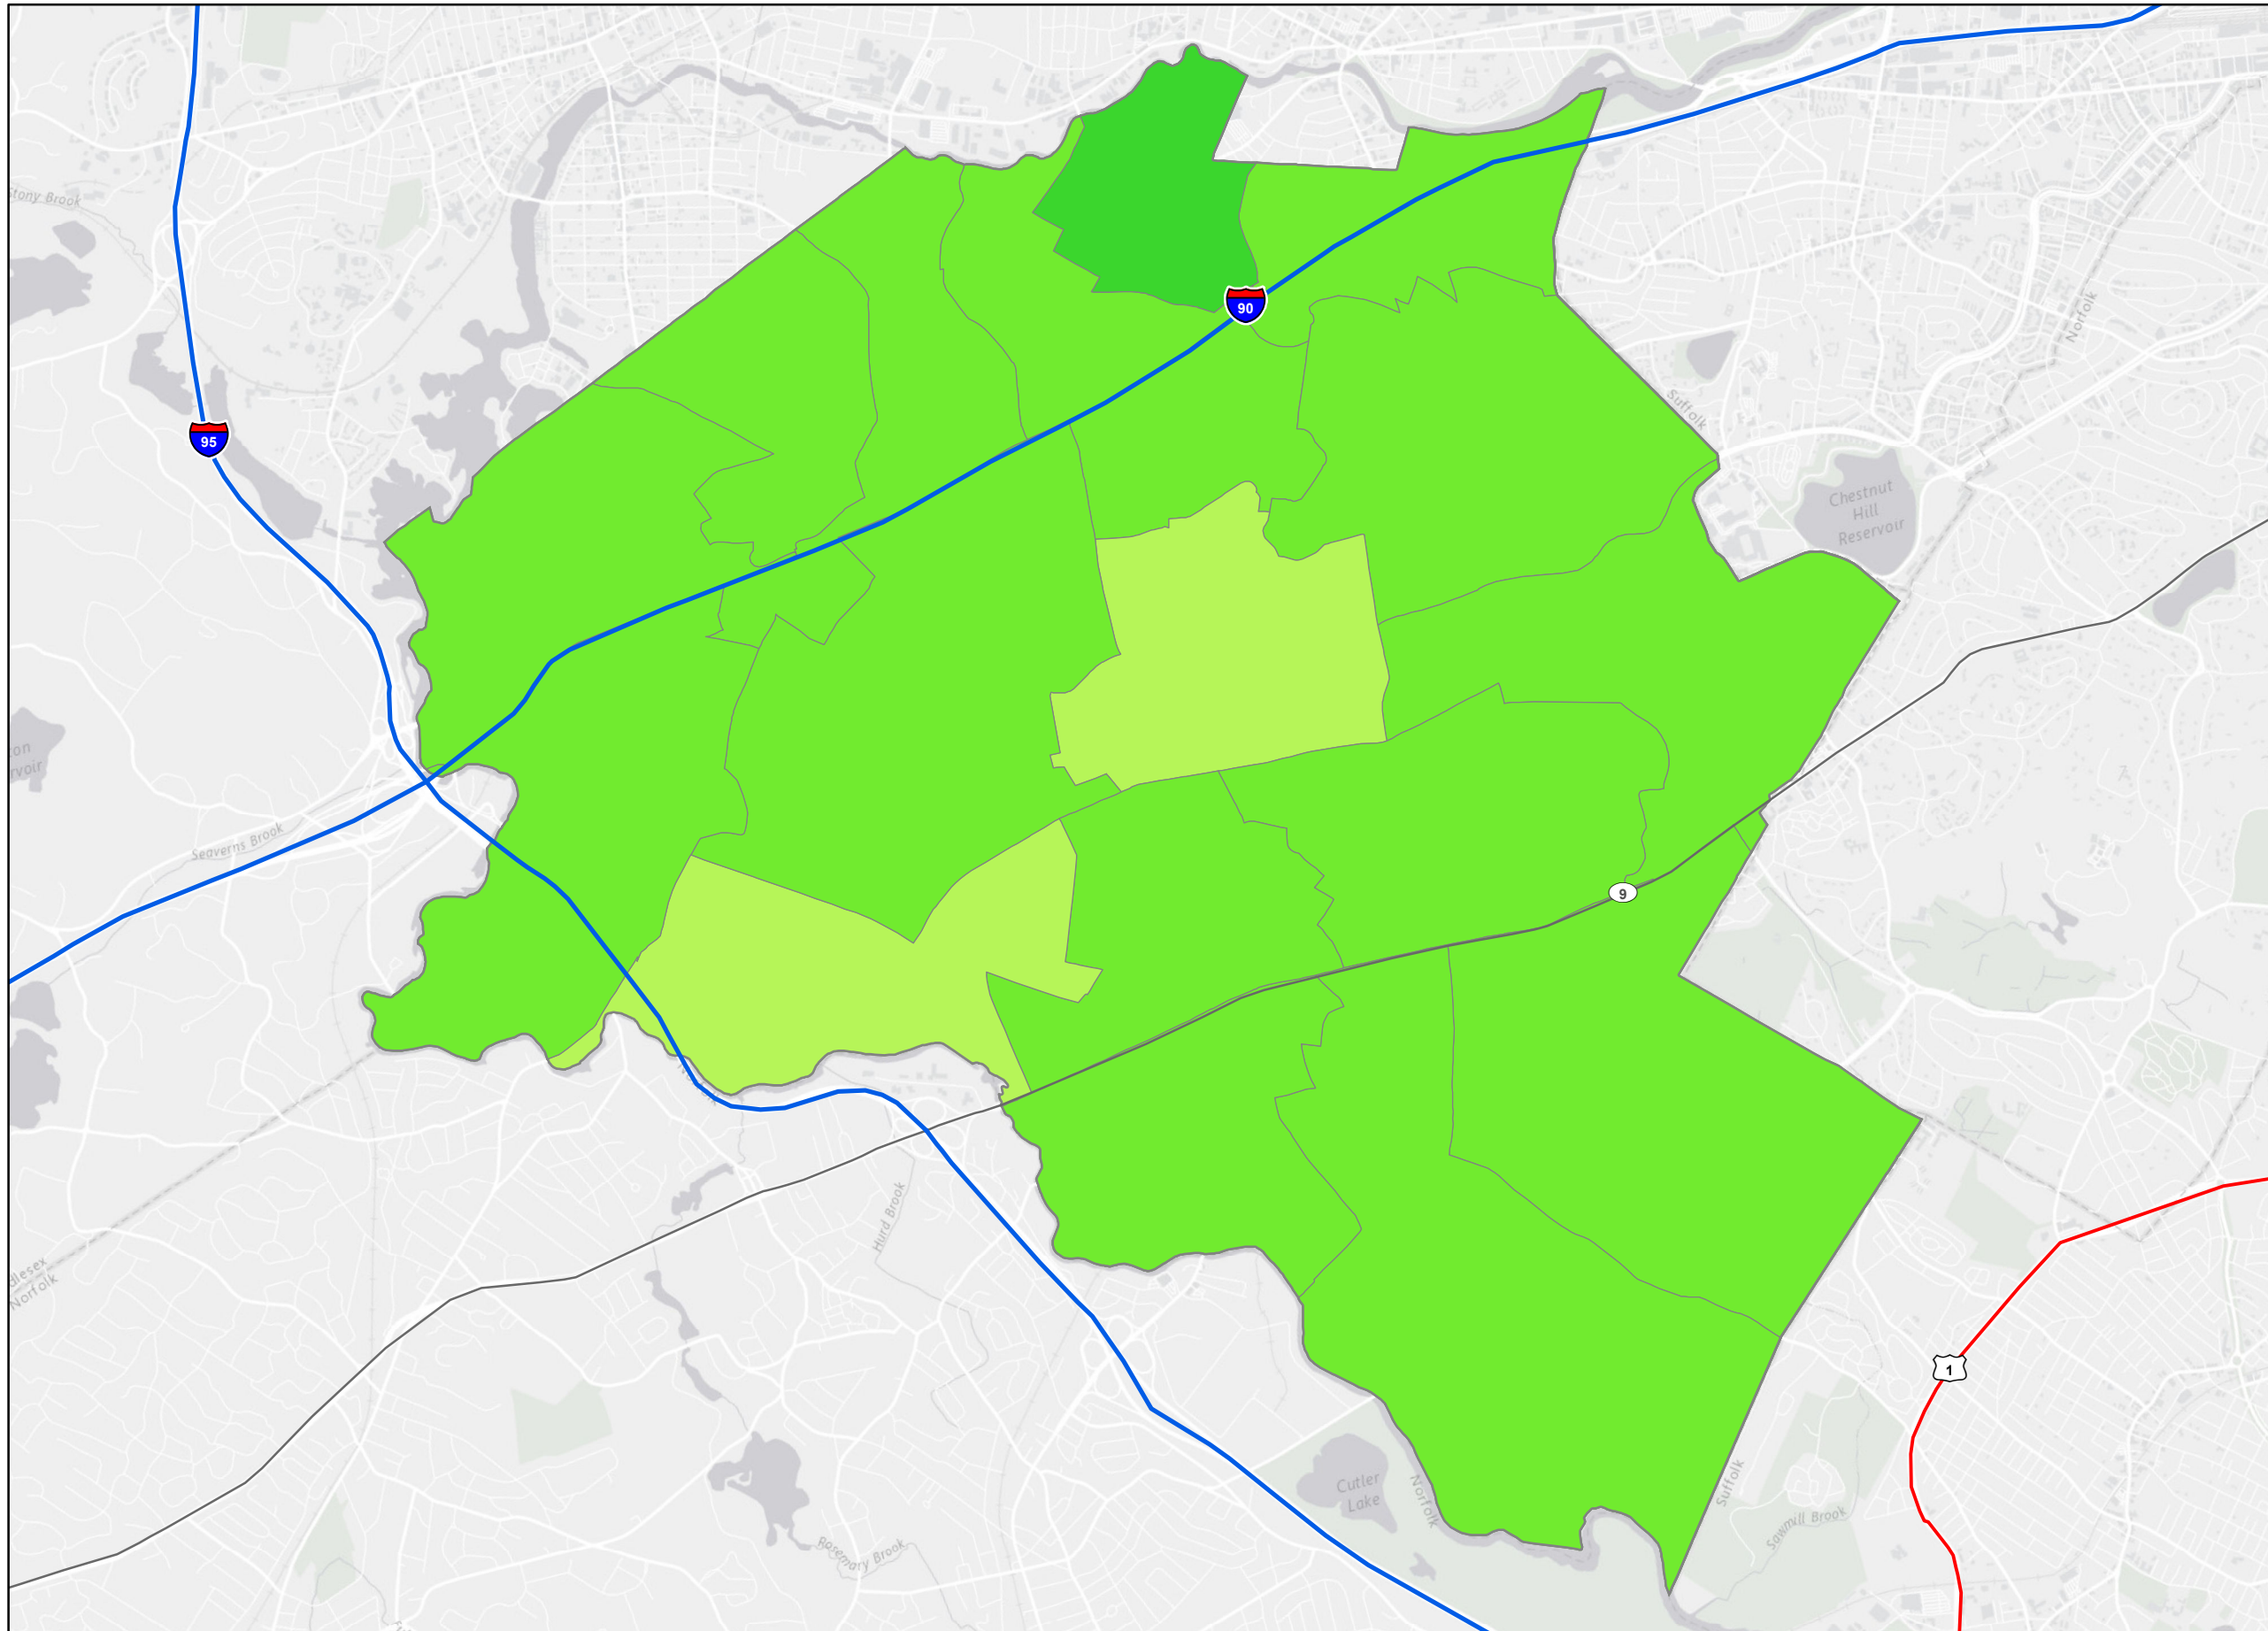 Stony Brook
Norfolk
90
Suffolk
95
Chestnut
Hill
Reservoir
Seaverns Brook
9
Hurd Brook
Norfolk
1
Cutler
Lake
Norfolk
Suffolk
Sawmill Brook
Rosemary Brook